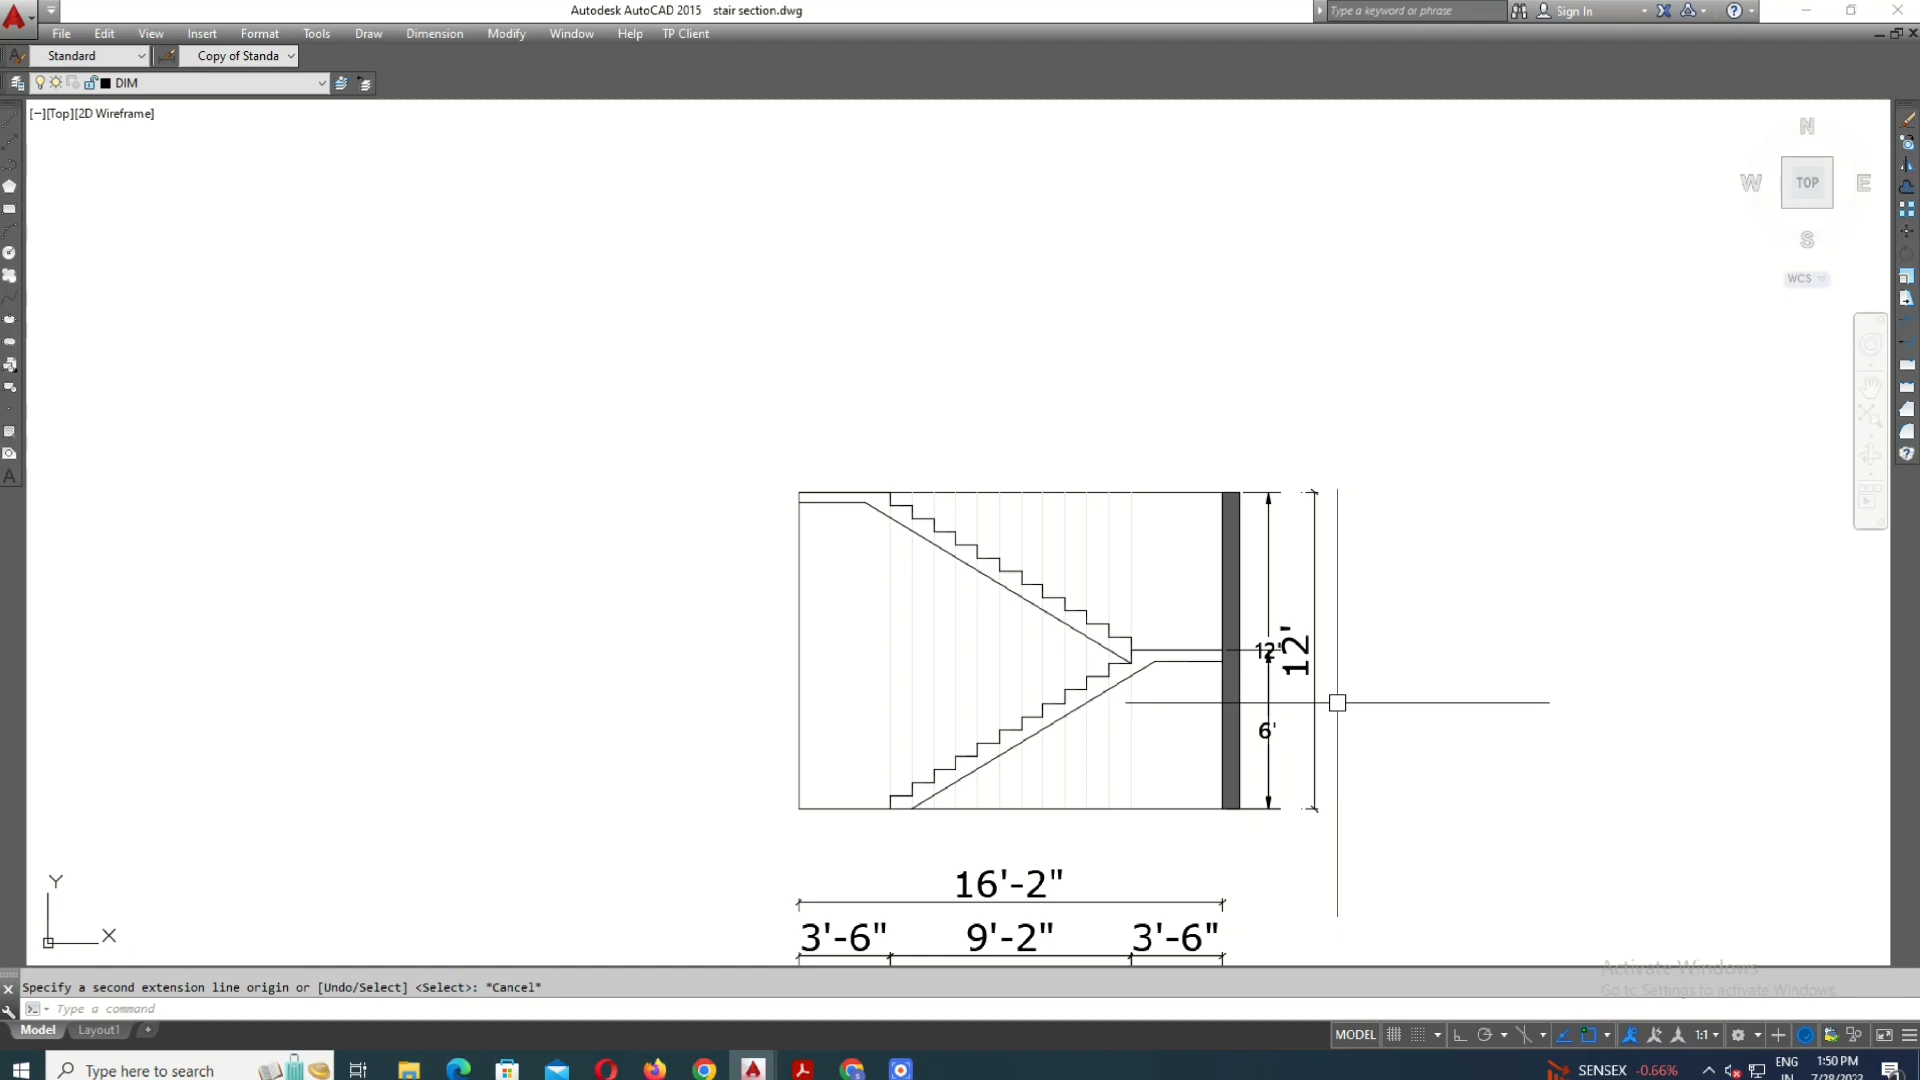 Autodesk AutoCAD 2015 stair section.dwg
Type a keyword or phrase
Sign In
File Edit View Insert Format Tools Draw Dimension Modify Window Help TP Client
Standard Copy of Standa
DIM
[−][Top][2D Wireframe]
N
W TOP E
S
WCS
12'
12'
6'
16'-2"
3'-6" 9'-2" 3'-6"
Y
X
Activate Windows
Go to Settings to activate Windows.
Specify a second extension line origin or [Undo/Select] <Select>: *Cancel*
Type a command
Model Layout1 +
MODEL 1:1
Type here to search
SENSEX -0.66%
ENG
IN
1:50 PM